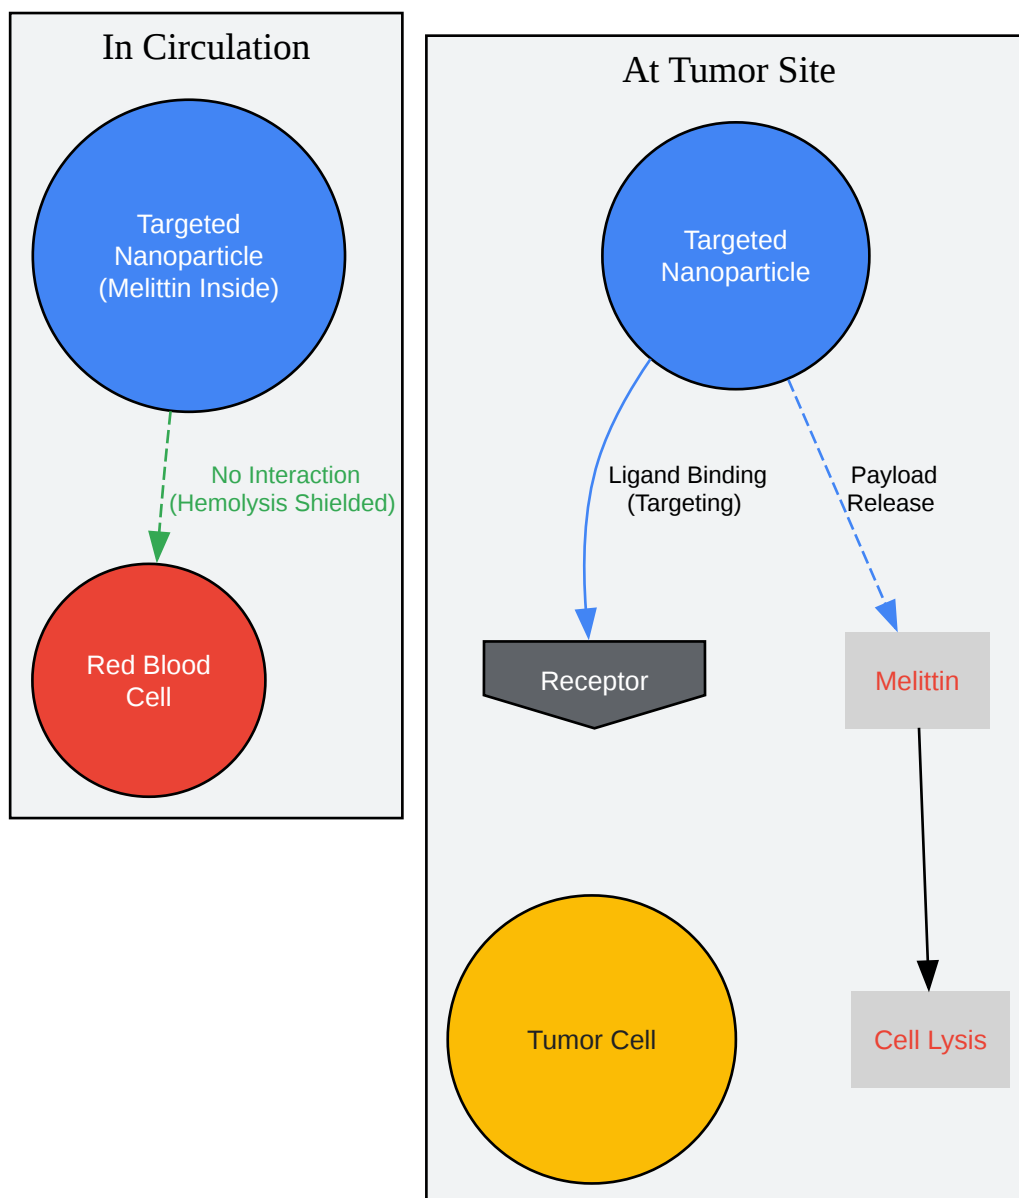 In Circulation
Targeted
Nanoparticle
(Melittin Inside)
No Interaction
(Hemolysis Shielded)
Red Blood
Cell
At Tumor Site
Targeted
Nanoparticle
Ligand Binding
(Targeting)
Payload
Release
Receptor
Melittin
Tumor Cell
Cell Lysis